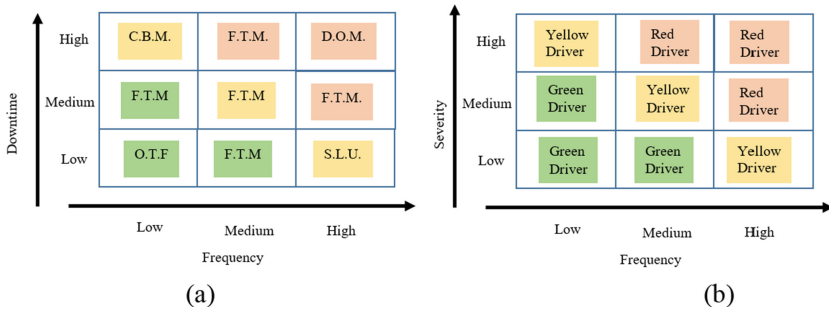 High
C.B.M.
F.T.M.
D.O.M.
Medium
F.T.M
F.T.M
F.T.M.
Low
O.T.F
F.T.M
S.L.U.
Downtime
Low
Medium
High
Frequency
(a)
High
Yellow
Driver
Red
Driver
Red
Driver
Medium
Green
Driver
Yellow
Driver
Red
Driver
Low
Green
Driver
Green
Driver
Yellow
Driver
Severity
Low
Medium
High
Frequency
(b)